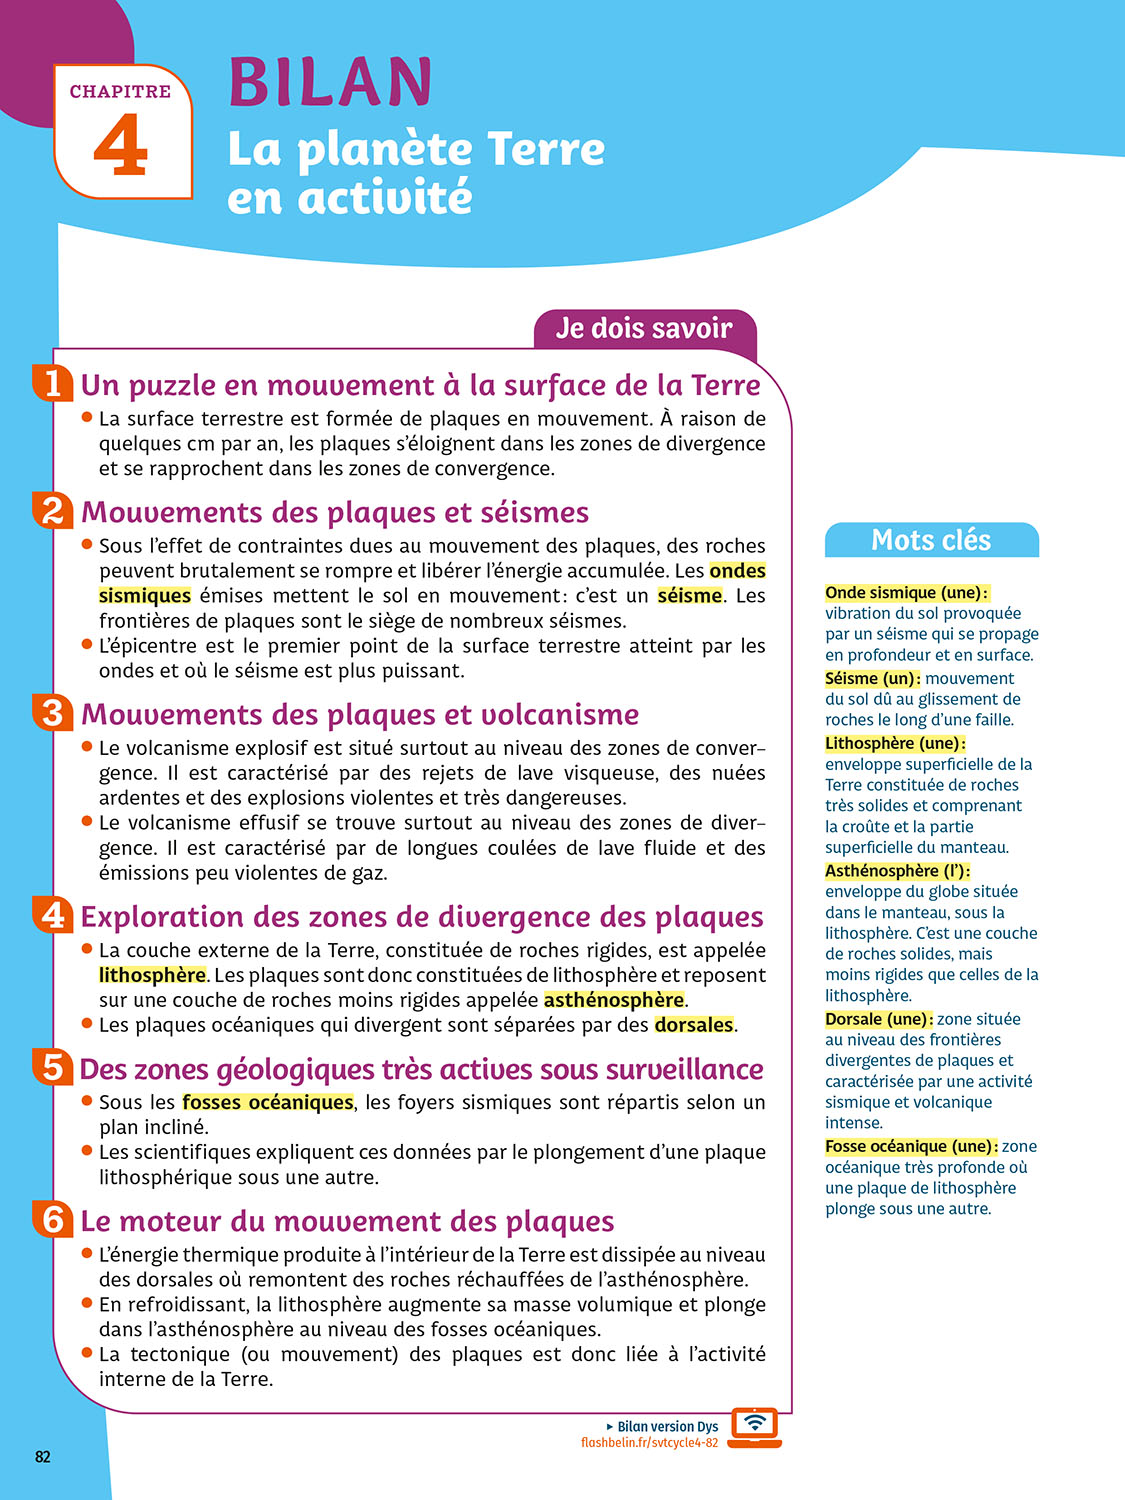 CHAPITRE
4
BILAN
La planète Terre
en activité
Je dois savoir
1 Un puzzle en mouvement à la surface de la Terre
• La surface terrestre est formée de plaques en mouvement. À raison de
quelques cm par an, les plaques s’éloignent dans les zones de divergence
et se rapprochent dans les zones de convergence.
2 Mouvements des plaques et séismes
• Sous l’effet de contraintes dues au mouvement des plaques, des roches
peuvent brutalement se rompre et libérer l’énergie accumulée. Les ondes
sismiques émises mettent le sol en mouvement : c’est un séisme. Les
frontières de plaques sont le siège de nombreux séismes.
• L’épicentre est le premier point de la surface terrestre atteint par les
ondes et où le séisme est plus puissant.
3 Mouvements des plaques et volcanisme
• Le volcanisme explosif est situé surtout au niveau des zones de conver-
gence. Il est caractérisé par des rejets de lave visqueuse, des nuées
ardentes et des explosions violentes et très dangereuses.
• Le volcanisme effusif se trouve surtout au niveau des zones de diver-
gence. Il est caractérisé par de longues coulées de lave fluide et des
émissions peu violentes de gaz.
4 Exploration des zones de divergence des plaques
• La couche externe de la Terre, constituée de roches rigides, est appelée
lithosphère. Les plaques sont donc constituées de lithosphère et reposent
sur une couche de roches moins rigides appelée asthénosphère.
• Les plaques océaniques qui divergent sont séparées par des dorsales.
5 Des zones géologiques très actives sous surveillance
• Sous les fosses océaniques, les foyers sismiques sont répartis selon un
plan incliné.
• Les scientifiques expliquent ces données par le plongement d’une plaque
lithosphérique sous une autre.
6 Le moteur du mouvement des plaques
• L’énergie thermique produite à l’intérieur de la Terre est dissipée au niveau
des dorsales où remontent des roches réchauffées de l’asthénosphère.
• En refroidissant, la lithosphère augmente sa masse volumique et plonge
dans l’asthénosphère au niveau des fosses océaniques.
• La tectonique (ou mouvement) des plaques est donc liée à l’activité
interne de la Terre.
Mots clés
Onde sismique (une) :
vibration du sol provoquée
par un séisme qui se propage
en profondeur et en surface.
Séisme (un) : mouvement
du sol dû au glissement de
roches le long d’une faille.
Lithosphère (une) :
enveloppe superficielle de la
Terre constituée de roches
très solides et comprenant
la croûte et la partie
superficielle du manteau.
Asthénosphère (l’) :
enveloppe du globe située
dans le manteau, sous la
lithosphère. C’est une couche
de roches solides, mais
moins rigides que celles de la
lithosphère.
Dorsale (une) : zone située
au niveau des frontières
divergentes de plaques et
caractérisée par une activité
sismique et volcanique
intense.
Fosse océanique (une) : zone
océanique très profonde où
une plaque de lithosphère
plonge sous une autre.
▸ Bilan version Dys
flashbelin.fr/svtcycle4-82
82